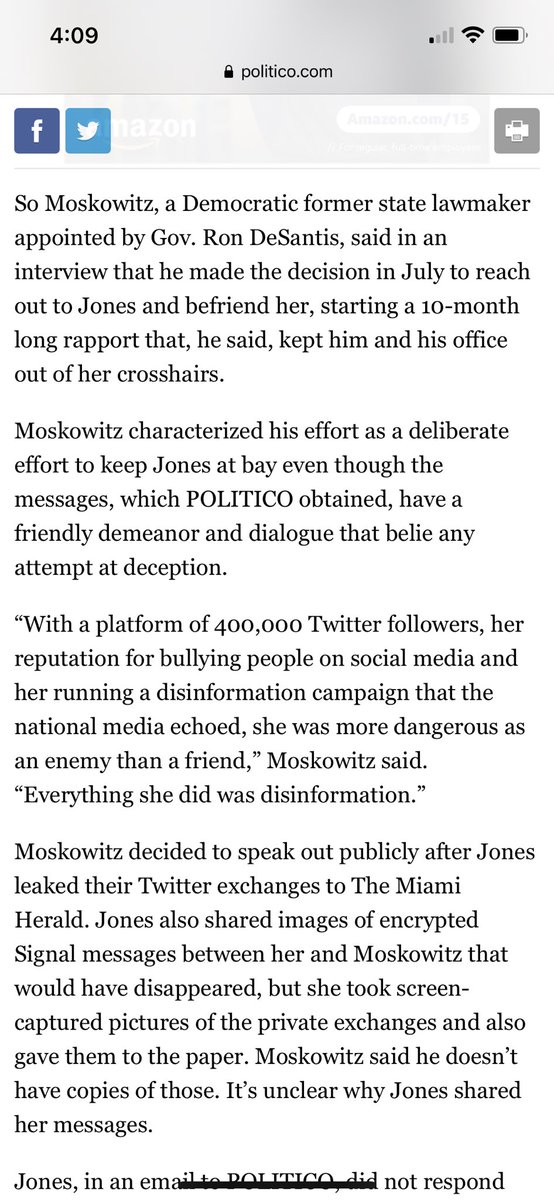 4:09
politico.com
f
amazon
Amazon.com/15
So Moskowitz, a Democratic former state lawmaker
appointed by Gov. Ron DeSantis, said in an
interview that he made the decision in July to reach
out to Jones and befriend her, starting a 10-month
long rapport that, he said, kept him and his office
out of her crosshairs.
Moskowitz characterized his effort as a deliberate
effort to keep Jones at bay even though the
messages, which POLITICO obtained, have a
friendly demeanor and dialogue that belie any
attempt at deception.
“With a platform of 400,000 Twitter followers, her
reputation for bullying people on social media and
her running a disinformation campaign that the
national media echoed, she was more dangerous as
an enemy than a friend,” Moskowitz said.
“Everything she did was disinformation.”
Moskowitz decided to speak out publicly after Jones
leaked their Twitter exchanges to The Miami
Herald. Jones also shared images of encrypted
Signal messages between her and Moskowitz that
would have disappeared, but she took screen-
captured pictures of the private exchanges and also
gave them to the paper. Moskowitz said he doesn’t
have copies of those. It’s unclear why Jones shared
her messages.
Jones, in an email to POLITICO, did not respond